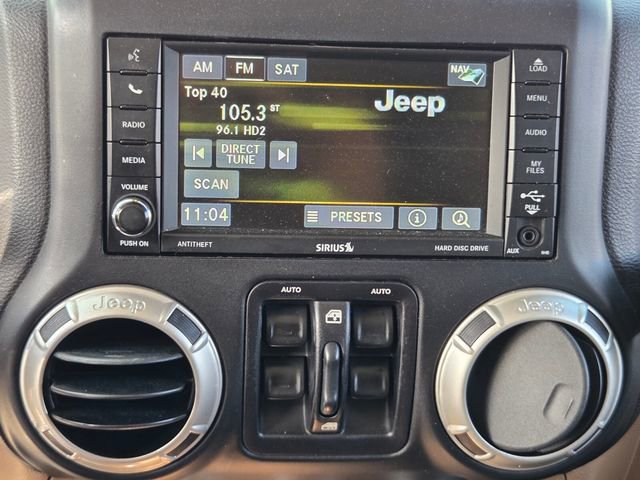 AM FM SAT NAV
Top 40
105.3 ST
96.1 HD2
Jeep
DIRECT
TUNE
SCAN
11:04
PRESETS
RADIO
MEDIA
VOLUME
PUSH ON
LOAD
MENU
AUDIO
MY
FILES
PULL
AUX
ANTITHEFT
SIRIUS
HARD DISC DRIVE
AUTO AUTO
Jeep
Jeep